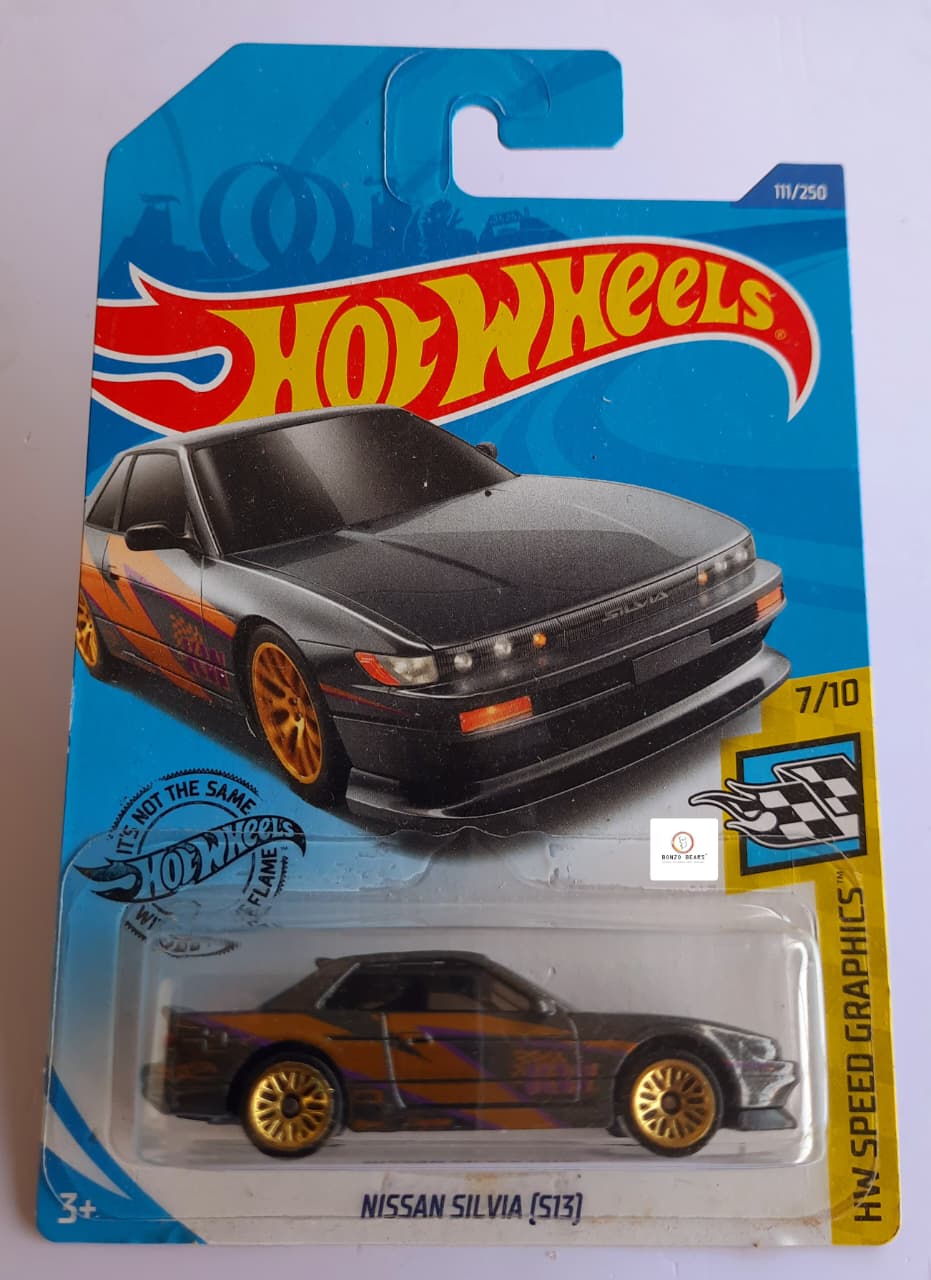 111/250
HOT WHEELS®
SILVIA
7/10
IT'S NOT THE SAME
HOT WHEELS™
FLAME
BONZO BEARS
HW SPEED GRAPHICS™
3+
NISSAN SILVIA (S13)